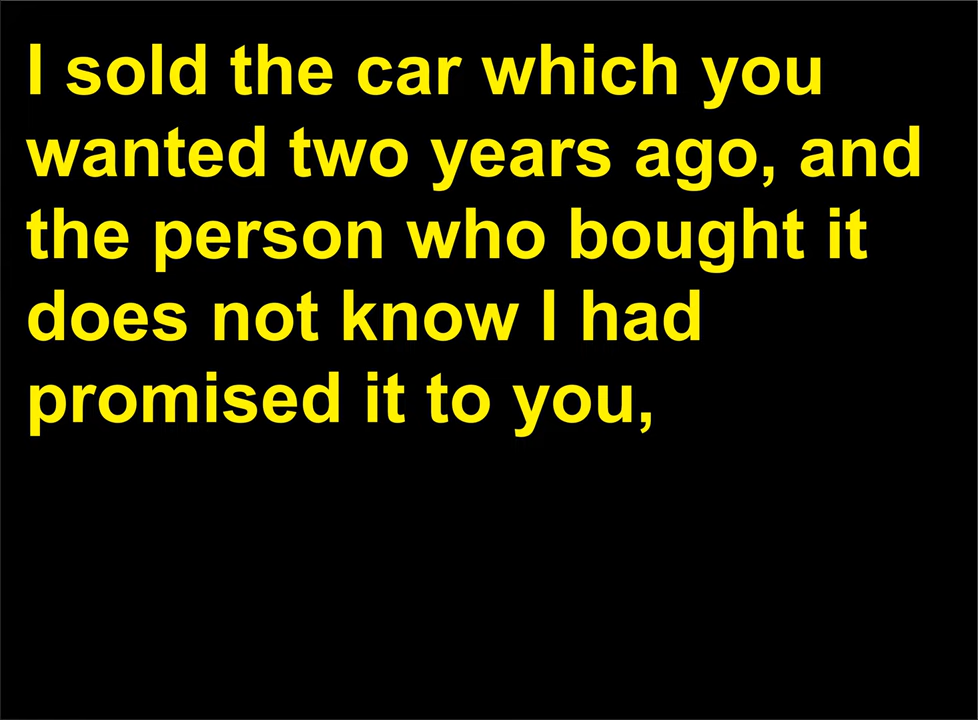 I sold the car which you
wanted two years ago, and
the person who bought it
does not know I had
promised it to you,